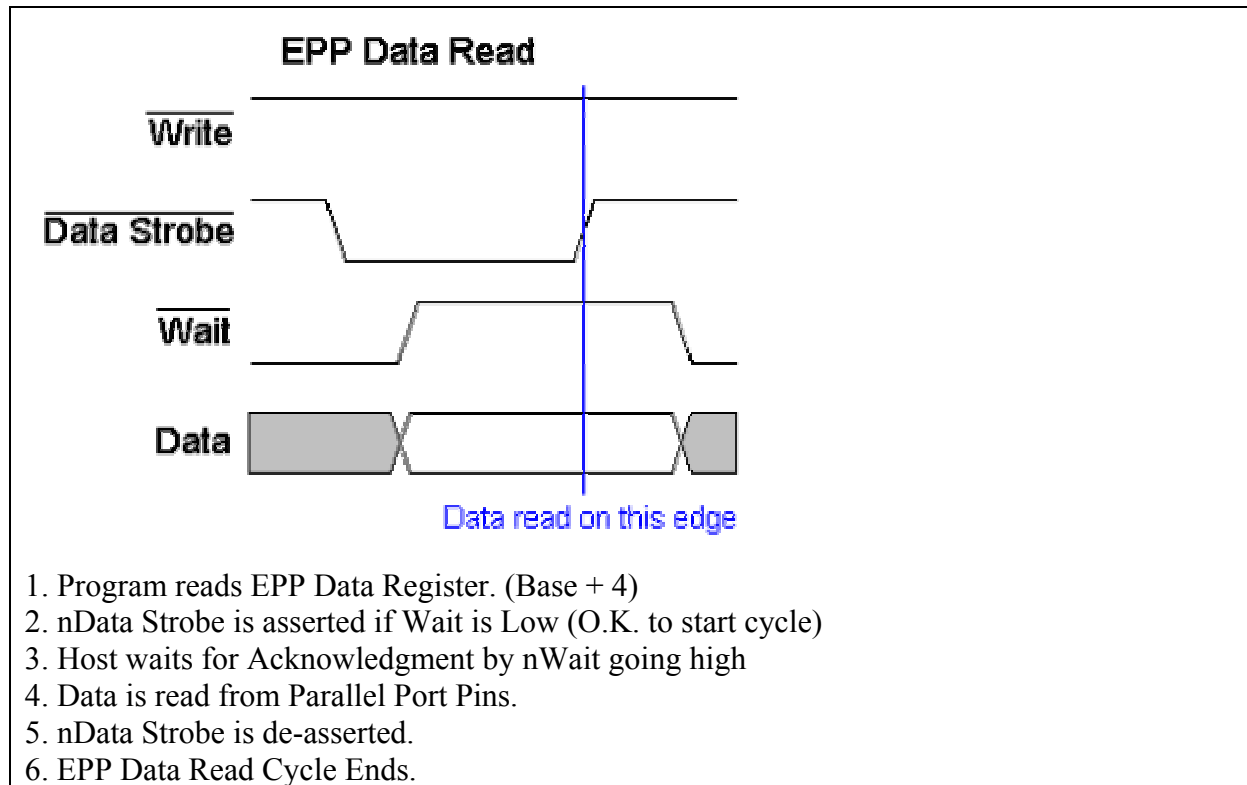 EPP Data Read
Write
Data Strobe
Wait
Data
Data read on this edge
1. Program reads EPP Data Register. (Base + 4)
2. nData Strobe is asserted if Wait is Low (O.K. to start cycle)
3. Host waits for Acknowledgment by nWait going high
4. Data is read from Parallel Port Pins.
5. nData Strobe is de-asserted.
6. EPP Data Read Cycle Ends.